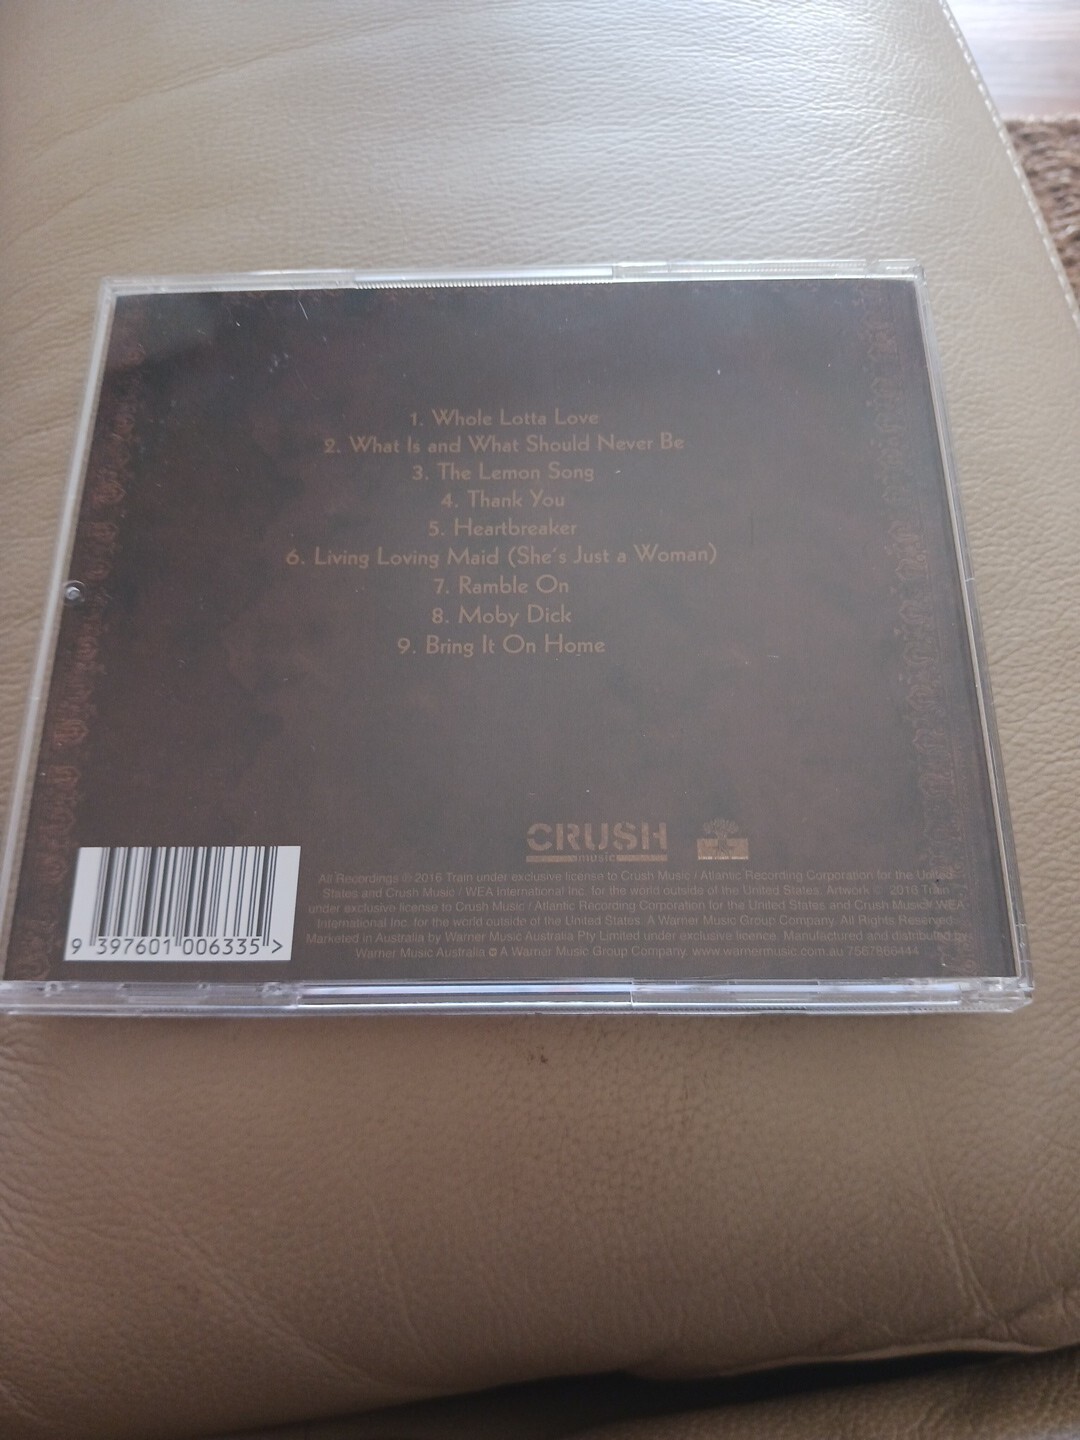 1. Whole Lotta Love
2. What Is and What Should Never Be
3. The Lemon Song
4. Thank You
5. Heartbreaker
6. Living Loving Maid (She's Just a Woman)
7. Ramble On
8. Moby Dick
9. Bring It On Home
CRUSH
music
All Recordings ℗ 2016 Train under exclusive license to Crush Music / Atlantic Recording Corporation for the United
States and Crush Music / WEA International Inc. for the world outside of the United States. Artwork © 2016 Train
under exclusive license to Crush Music / Atlantic Recording Corporation for the United States and Crush Music / WEA
International Inc. for the world outside of the United States. A Warner Music Group Company. All Rights Reserved.
Marketed in Australia by Warner Music Australia Pty Limited under exclusive licence. Manufactured and distributed by
Warner Music Australia A Warner Music Group Company. www.warnermusic.com.au 7567866444
9 397601 006335 >